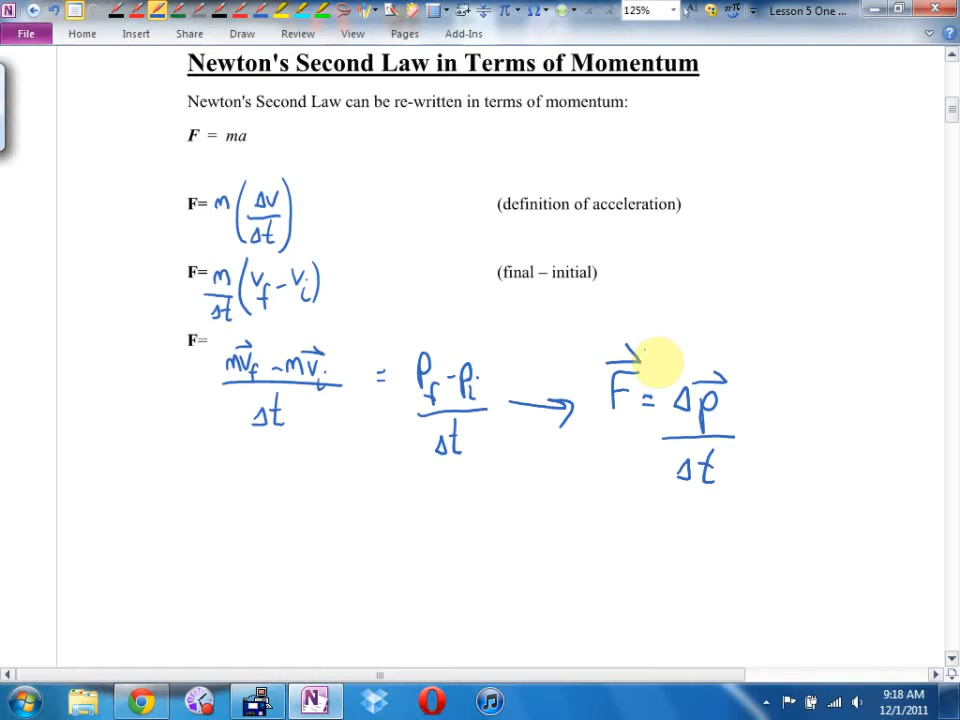 125% Lesson 5 One ...
File Home Insert Share Draw Review View Pages Add-Ins
Newton's Second Law in Terms of Momentum
Newton's Second Law can be re-written in terms of momentum:
F = ma
F= m (Δv/Δt) (definition of acceleration)
F= m/Δt (vf - vi) (final – initial)
F=
mv⃗f - mv⃗i / Δt = pf - pi / Δt → F⃗ = Δp⃗ / Δt
9:18 AM
12/1/2011